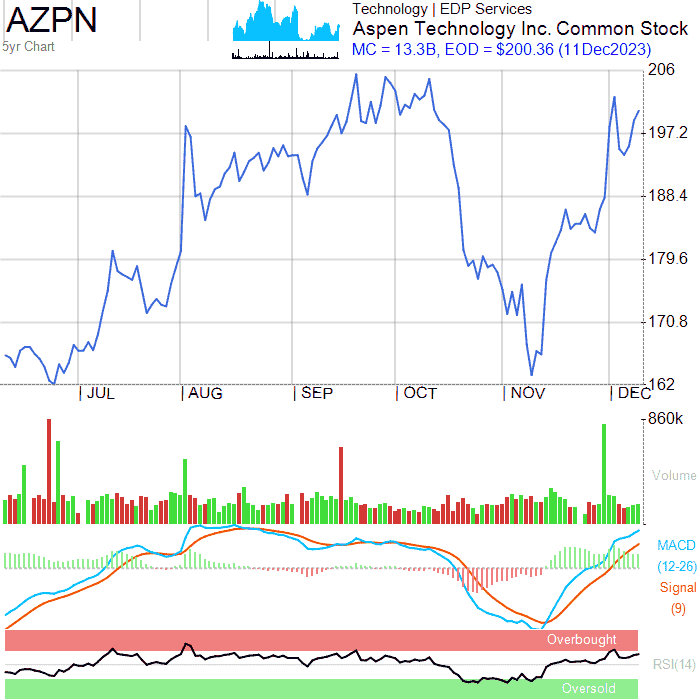 AZPN
5yr Chart
Technology | EDP Services
Aspen Technology Inc. Common Stock
MC = 13.3B, EOD = $200.36 (11Dec2023)
206
197.2
188.4
179.6
170.8
162
JUL AUG SEP OCT NOV DEC
860k
Volume
MACD
(12-26)
Signal
(9)
Overbought
RSI(14)
Oversold